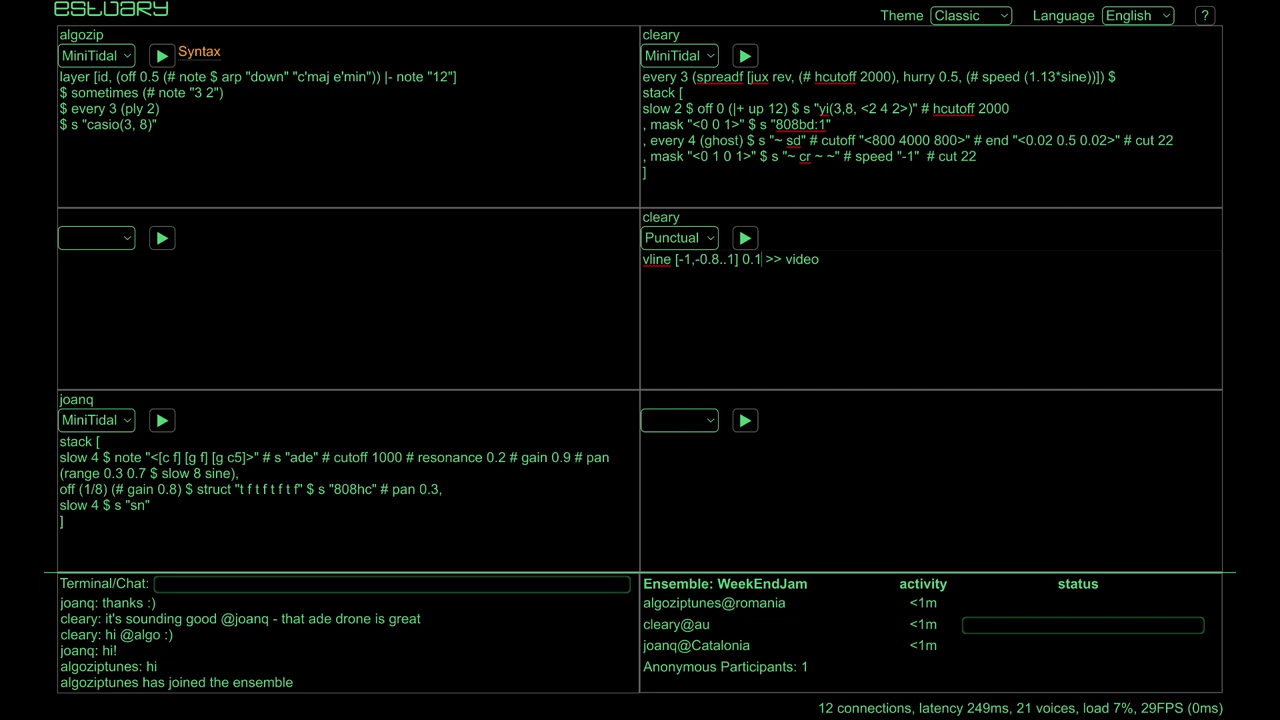 estuary
Theme Classic Language English ?
algozip
MiniTidal Syntax
layer [id, (off 0.5 (# note $ arp "down" "c'maj e'min")) |- note "12"]
$ sometimes (# note "3 2")
$ every 3 (ply 2)
$ s "casio(3, 8)"
cleary
MiniTidal
every 3 (spreadf [jux rev, (# hcutoff 2000), hurry 0.5, (# speed (1.13*sine))]) $
stack [
slow 2 $ off 0 (|+ up 12) $ s "yi(3,8, <2 4 2>)" # hcutoff 2000
, mask "<0 0 1>" $ s "808bd:1"
, every 4 (ghost) $ s "~ sd" # cutoff "<800 4000 800>" # end "<0.02 0.5 0.02>" # cut 22
, mask "<0 1 0 1>" $ s "~ cr ~ ~" # speed "-1"  # cut 22
]
cleary
Punctual
vline [-1,-0.8..1] 0.1 >> video
joanq
MiniTidal
stack [
slow 4 $ note "<[c f] [g f] [g c5]>" # s "ade" # cutoff 1000 # resonance 0.2 # gain 0.9 # pan
(range 0.3 0.7 $ slow 8 sine),
off (1/8) (# gain 0.8) $ struct "t f t f t f t f" $ s "808hc" # pan 0.3,
slow 4 $ s "sn"
]
Terminal/Chat:
joanq: thanks :)
cleary: it's sounding good @joanq - that ade drone is great
cleary: hi @algo :)
joanq: hi!
algoziptunes: hi
algoziptunes has joined the ensemble
Ensemble: WeekEndJam activity status
algoziptunes@romania <1m
cleary@au <1m
joanq@Catalonia <1m
Anonymous Participants: 1
12 connections, latency 249ms, 21 voices, load 7%, 29FPS (0ms)